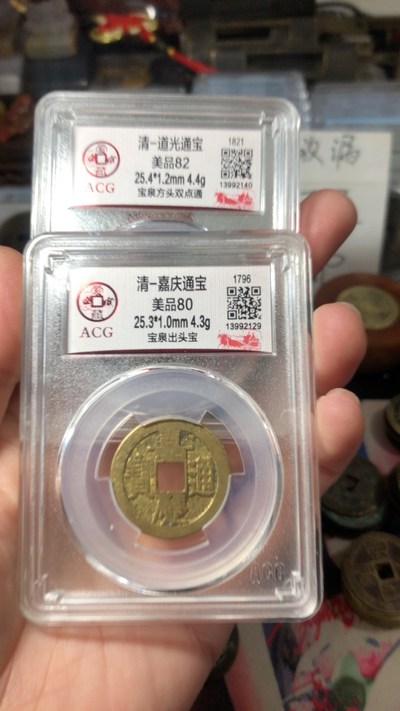 清-道光通宝
1821
美品82
25.4*1.2mm 4.4g
13992140
宝泉方头双点通
ACG
清-嘉庆通宝
1796
美品80
25.3*1.0mm 4.3g
13992129
宝泉出头宝
ACG
ACG